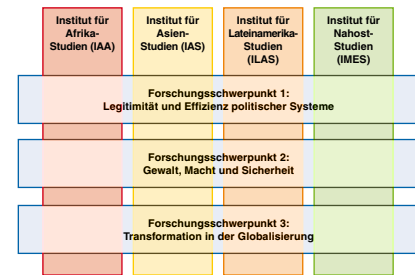 Institut für
Afrika-
Studien (IAA)
Institut für
Asien-
Studien (IAS)
Institut für
Lateinamerika-
Studien
(ILAS)
Institut für
Nahost-
Studien
(IMES)
Forschungsschwerpunkt 1:
Legitimität und Effizienz politischer Systeme
Forschungsschwerpunkt 2:
Gewalt, Macht und Sicherheit
Forschungsschwerpunkt 3:
Transformation in der Globalisierung